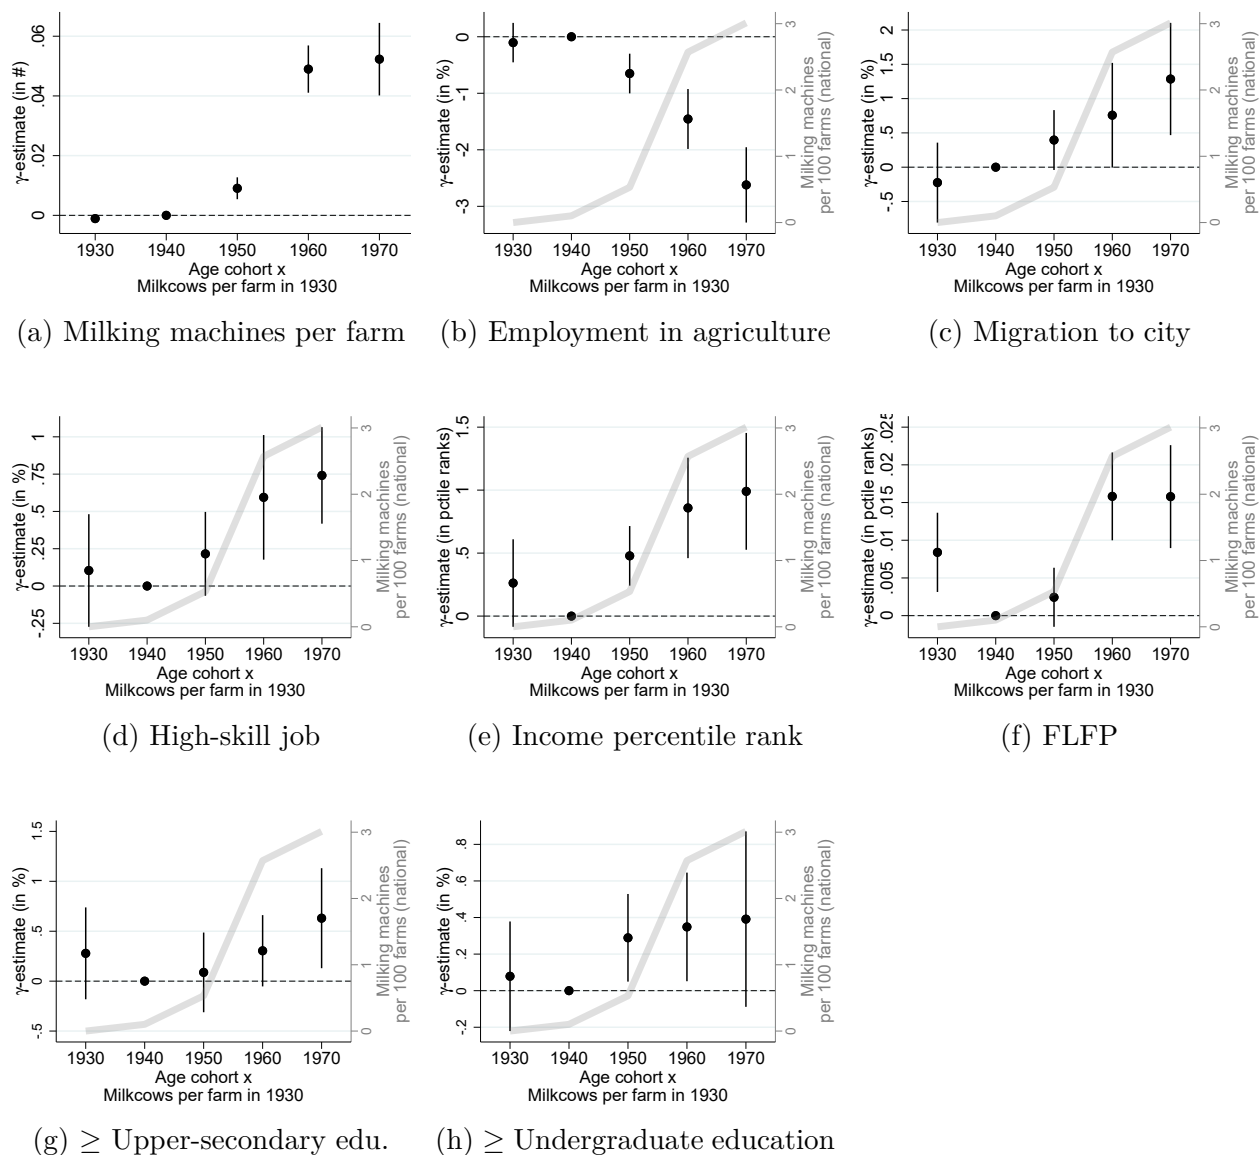 γ-estimate (in #)
0
.02
.04
.06
1930 1940 1950 1960 1970
Age cohort x
Milkcows per farm in 1930
(a) Milking machines per farm
γ-estimate (in %)
-3
-2
-1
0
0
1
2
3
Milking machines
per 100 farms (national)
1930 1940 1950 1960 1970
Age cohort x
Milkcows per farm in 1930
(b) Employment in agriculture
γ-estimate (in %)
-.5
0
.5
1
1.5
2
0
1
2
3
Milking machines
per 100 farms (national)
1930 1940 1950 1960 1970
Age cohort x
Milkcows per farm in 1930
(c) Migration to city
γ-estimate (in %)
-.25
0
.25
.5
.75
1
0
1
2
3
Milking machines
per 100 farms (national)
1930 1940 1950 1960 1970
Age cohort x
Milkcows per farm in 1930
(d) High-skill job
γ-estimate (in pctile ranks)
0
.5
1
1.5
0
1
2
3
Milking machines
per 100 farms (national)
1930 1940 1950 1960 1970
Age cohort x
Milkcows per farm in 1930
(e) Income percentile rank
γ-estimate (in pctile ranks)
0
.005
.01
.015
.02
.025
0
1
2
3
Milking machines
per 100 farms (national)
1930 1940 1950 1960 1970
Age cohort x
Milkcows per farm in 1930
(f) FLFP
γ-estimate (in %)
-.5
0
.5
1
1.5
0
1
2
3
Milking machines
per 100 farms (national)
1930 1940 1950 1960 1970
Age cohort x
Milkcows per farm in 1930
(g) ≥ Upper-secondary edu.
γ-estimate (in %)
-.2
0
.2
.4
.6
.8
0
1
2
3
Milking machines
per 100 farms (national)
1930 1940 1950 1960 1970
Age cohort x
Milkcows per farm in 1930
(h) ≥ Undergraduate education